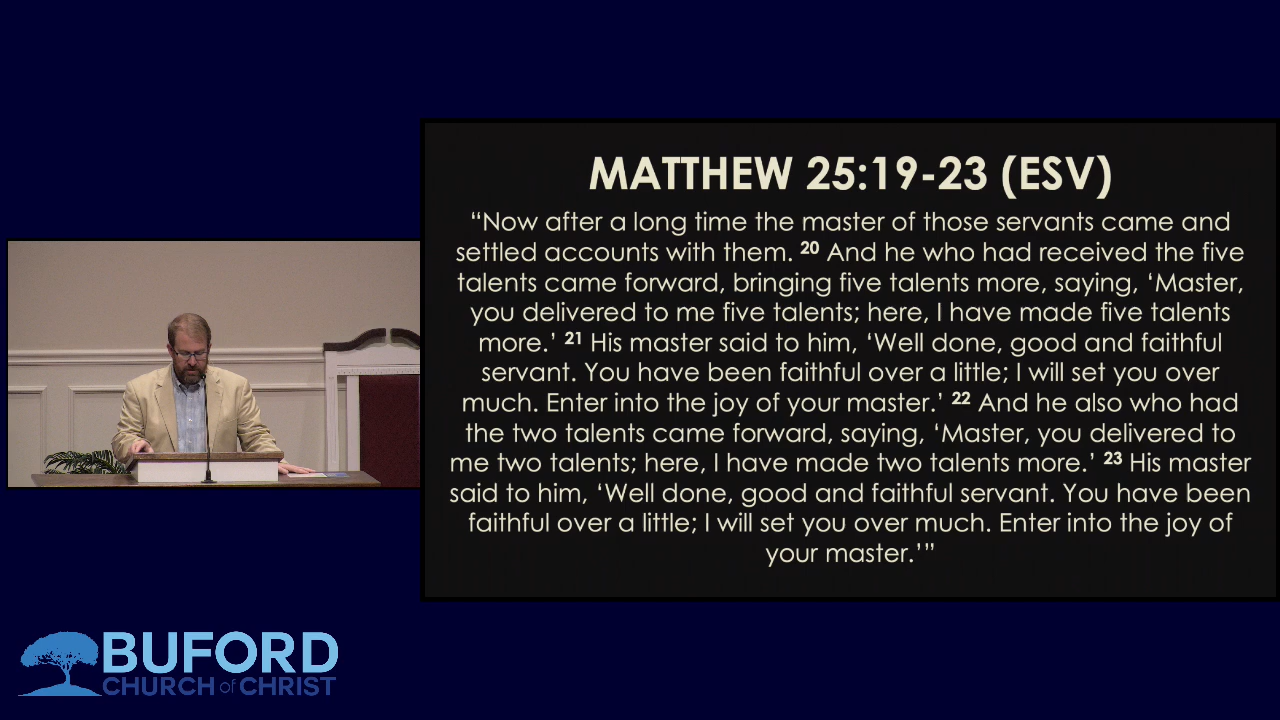 MATTHEW 25:19-23 (ESV)
“Now after a long time the master of those servants came and
settled accounts with them. 20 And he who had received the five
talents came forward, bringing five talents more, saying, ‘Master,
you delivered to me five talents; here, I have made five talents
more.’ 21 His master said to him, ‘Well done, good and faithful
servant. You have been faithful over a little; I will set you over
much. Enter into the joy of your master.’ 22 And he also who had
the two talents came forward, saying, ‘Master, you delivered to
me two talents; here, I have made two talents more.’ 23 His master
said to him, ‘Well done, good and faithful servant. You have been
faithful over a little; I will set you over much. Enter into the joy of
your master.’”
BUFORD
CHURCH of CHRIST